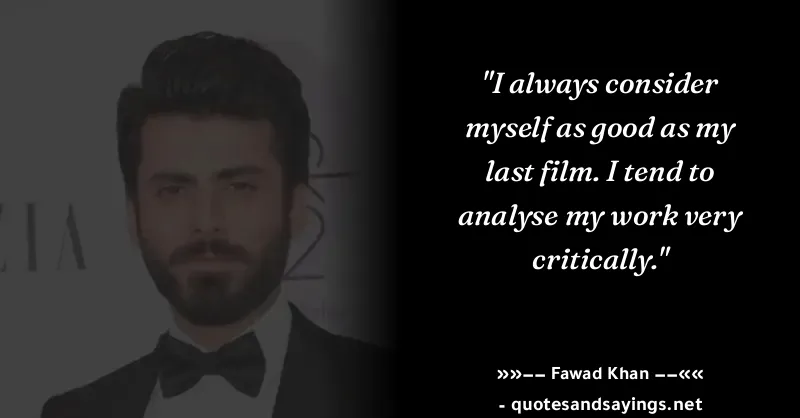 "I always consider
myself as good as my
last film. I tend to
analyse my work very
critically."
»»–– Fawad Khan ––««
- quotesandsayings.net